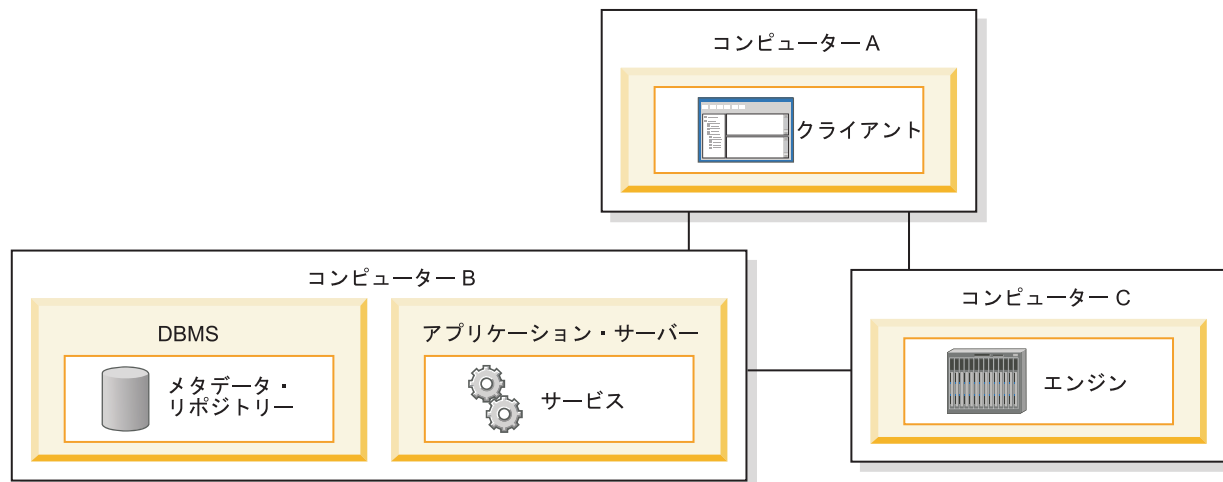 コンピューター A
クライアント
コンピューター B
DBMS
メタデータ・
リポジトリー
アプリケーション・サーバー
サービス
コンピューター C
エンジン